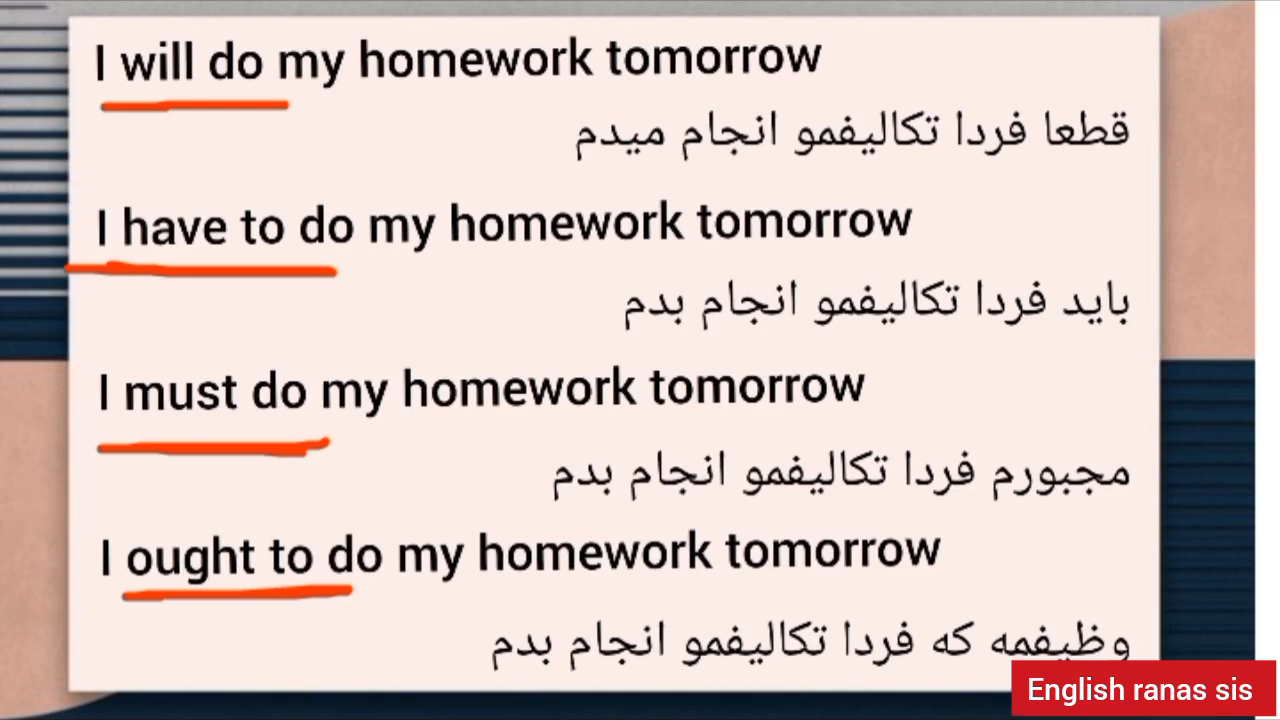 I will do my homework tomorrow
قطعا فردا تکالیفمو انجام میدم
I have to do my homework tomorrow
باید فردا تکالیفمو انجام بدم
I must do my homework tomorrow
مجبورم فردا تکالیفمو انجام بدم
I ought to do my homework tomorrow
وظیفمه که فردا تکالیفمو انجام بدم
English ranas sis